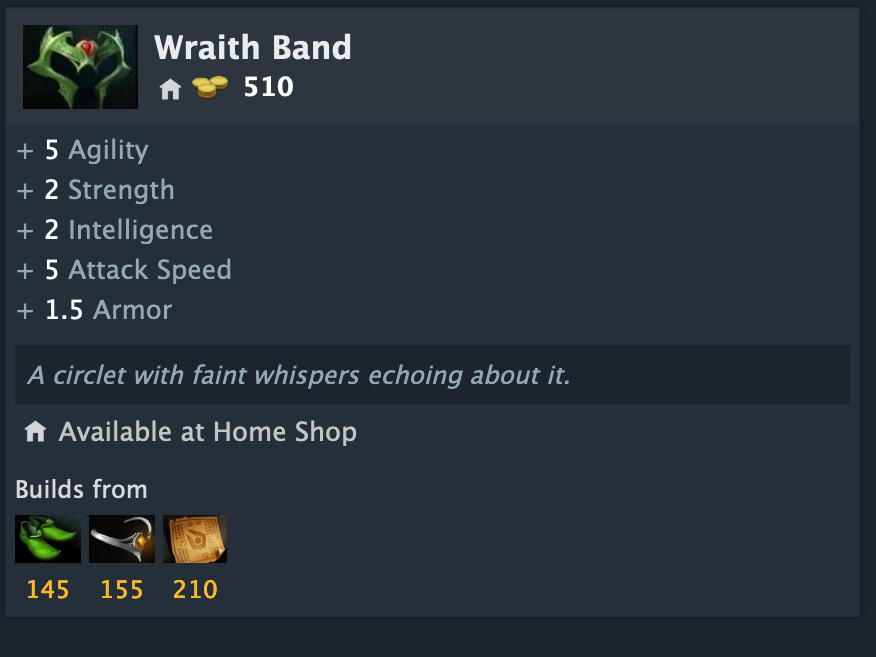 Wraith Band
510
+ 5 Agility
+ 2 Strength
+ 2 Intelligence
+ 5 Attack Speed
+ 1.5 Armor
A circlet with faint whispers echoing about it.
Available at Home Shop
Builds from
145 155 210